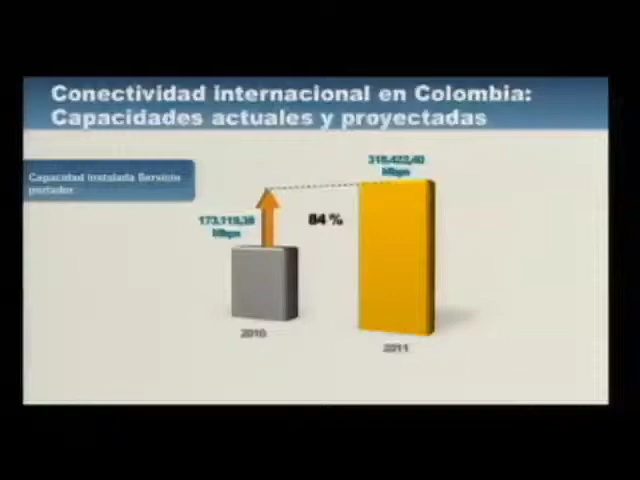 Conectividad internacional en Colombia:
Capacidades actuales y proyectadas
Capacidad instalada Servicio
portador
318.422,40
Mbps
173.119,36
Mbps
84 %
2010
2011